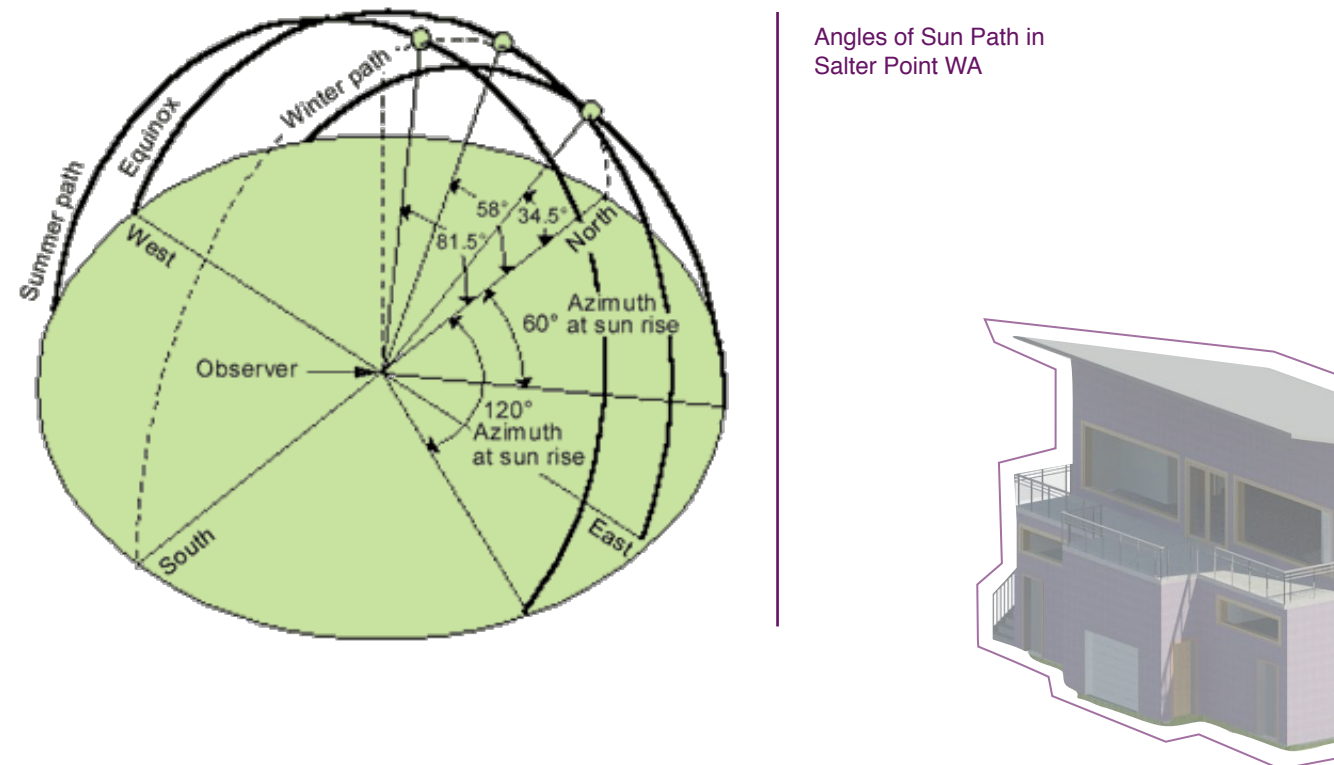 Angles of Sun Path in
Salter Point WA
Summer path
Equinox
Winter path
West
North
58°
34.5°
81.5°
60°
Azimuth
at sun rise
Observer
120°
Azimuth
at sun rise
South
East